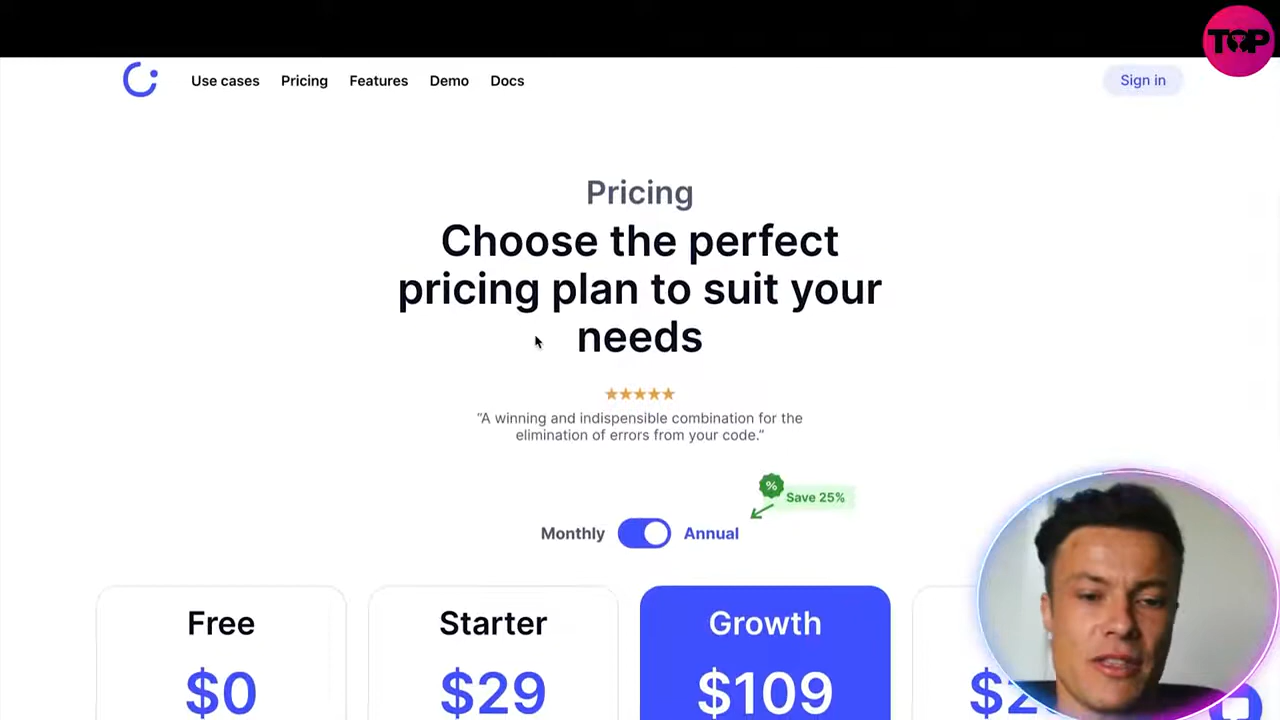 TOP
Use cases Pricing Features Demo Docs Sign in
Pricing
Choose the perfect
pricing plan to suit your
needs
★★★★★
“A winning and indispensible combination for the
elimination of errors from your code.”
% Save 25%
Monthly Annual
Free Starter Growth
$0 $29 $109